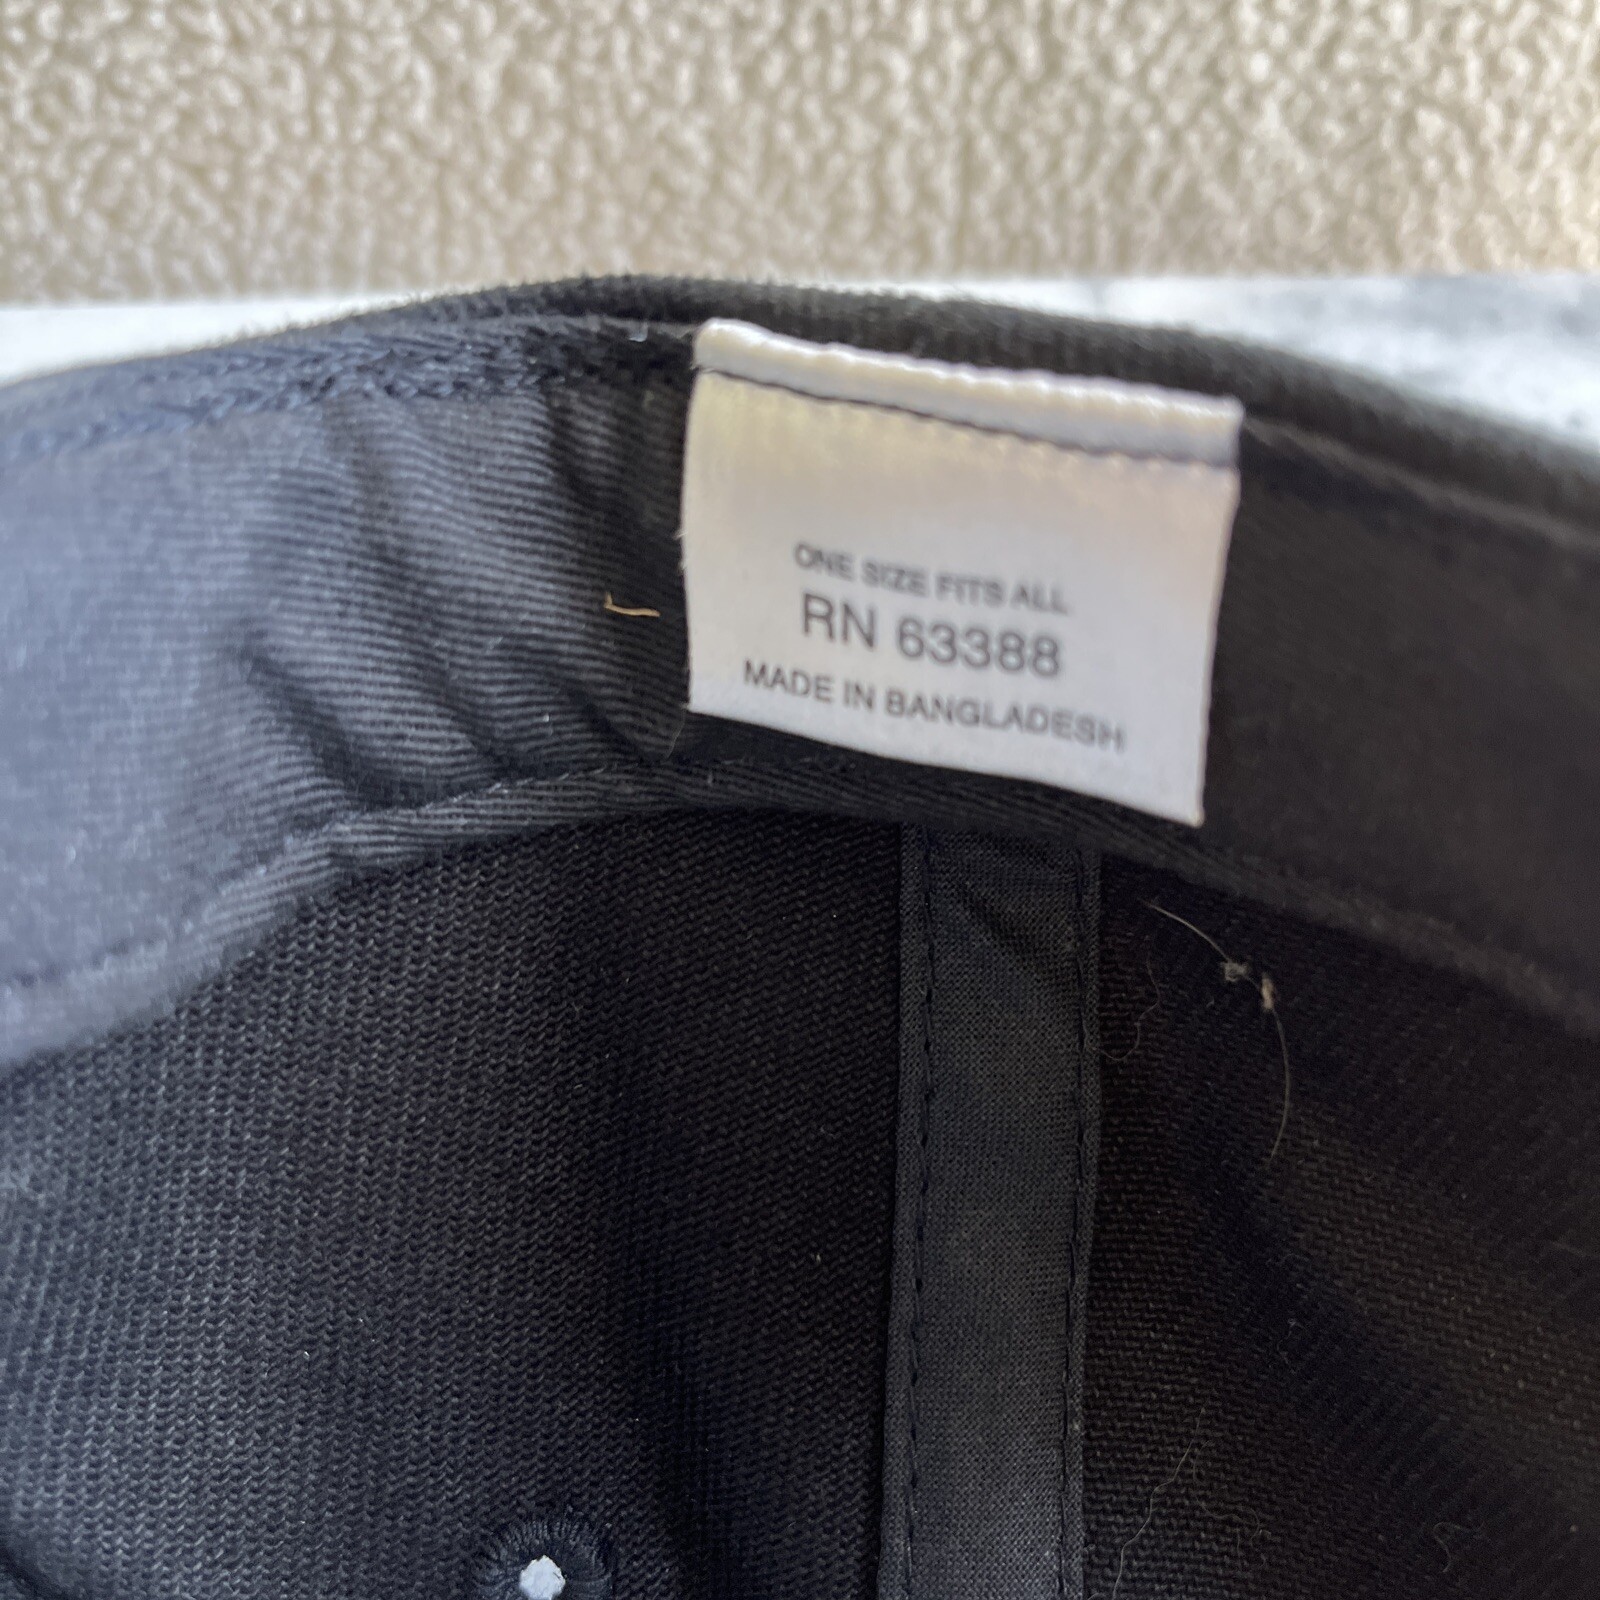 ONE SIZE FITS ALL
RN 63388
MADE IN BANGLADESH